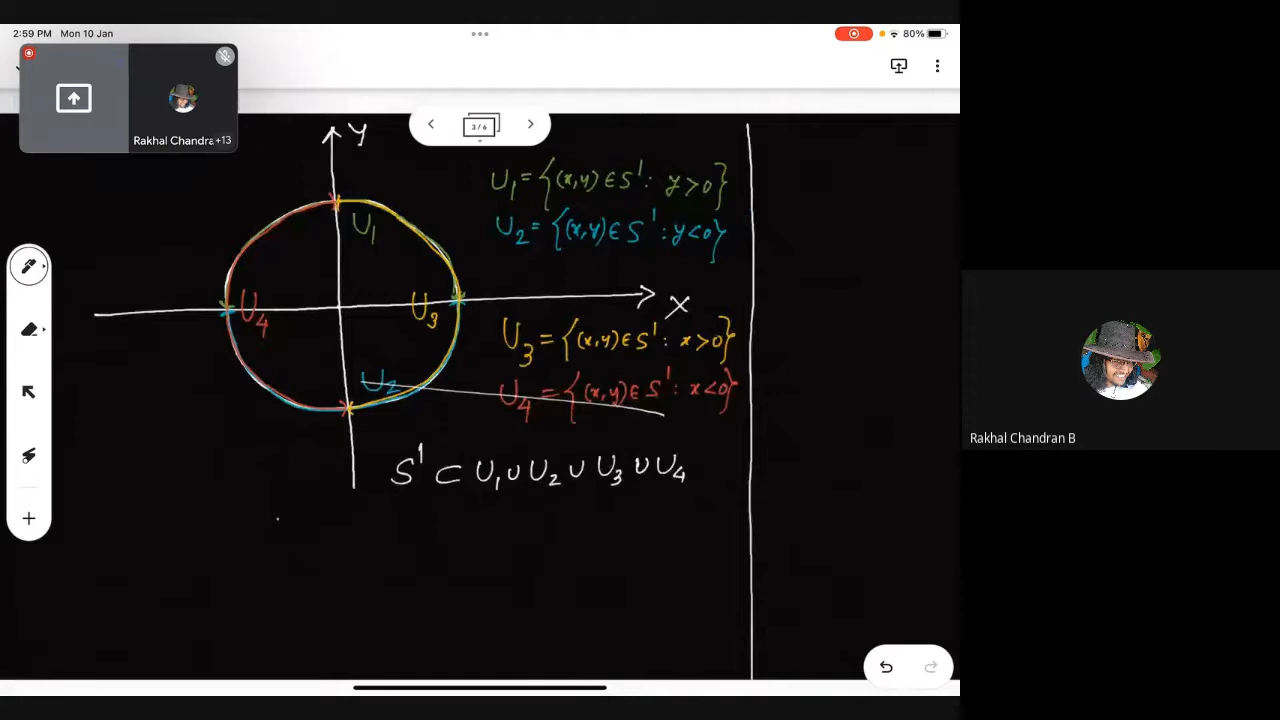 2:59 PM Mon 10 Jan
80%
Rakhal Chandra +13
3 / 6
Y
U₁ = {(x,y) ∈ S¹ : y>0}
U₂ = {(x,y) ∈ S¹ : y<0}
U₁
U₄
U₃
X
U₃ = {(x,y) ∈ S¹ : x>0}
U₂
U₄ = {(x,y) ∈ S¹ : x<0}
S¹ ⊂ U₁ ∪ U₂ ∪ U₃ ∪ U₄
Rakhal Chandran B